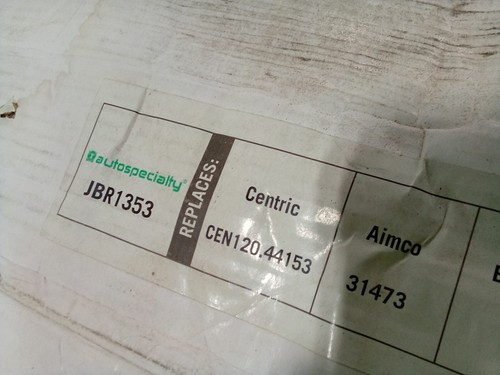 autospecialty®
JBR1353
REPLACES:
Centric
CEN120.44153
Aimco
31473